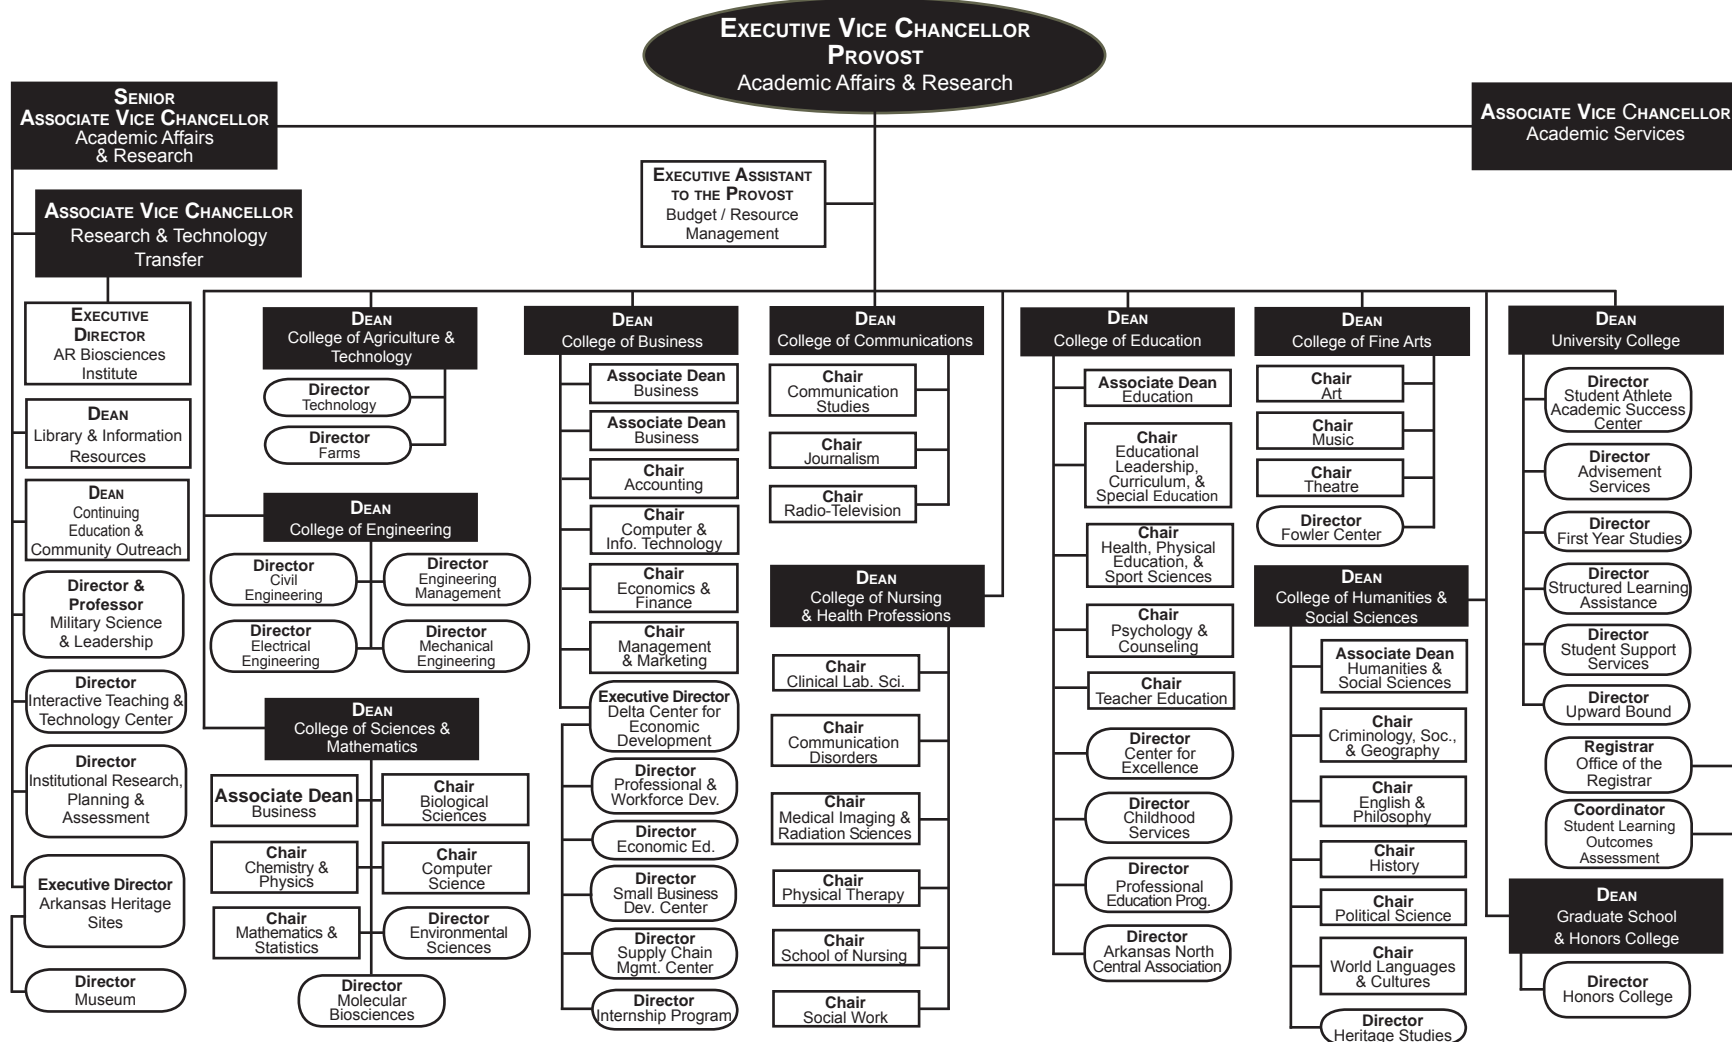 EXECUTIVE VICE CHANCELLOR
PROVOST
Academic Affairs & Research
SENIOR
ASSOCIATE VICE CHANCELLOR
Academic Affairs
& Research
ASSOCIATE VICE CHANCELLOR
Academic Services
EXECUTIVE ASSISTANT
TO THE PROVOST
Budget / Resource
Management
ASSOCIATE VICE CHANCELLOR
Research & Technology
Transfer
EXECUTIVE
DIRECTOR
AR Biosciences
Institute
DEAN
Library & Information
Resources
DEAN
Continuing
Education &
Community Outreach
Director &
Professor
Military Science
& Leadership
Director
Interactive Teaching &
Technology Center
Director
Institutional Research,
Planning &
Assessment
Executive Director
Arkansas Heritage
Sites
Director
Museum
DEAN
College of Agriculture &
Technology
Director
Technology
Director
Farms
DEAN
College of Engineering
Director
Civil
Engineering
Director
Engineering
Management
Director
Electrical
Engineering
Director
Mechanical
Engineering
DEAN
College of Sciences &
Mathematics
Associate Dean
Business
Chair
Biological
Sciences
Chair
Chemistry &
Physics
Chair
Computer
Science
Chair
Mathematics &
Statistics
Director
Environmental
Sciences
Director
Molecular
Biosciences
DEAN
College of Business
Associate Dean
Business
Associate Dean
Business
Chair
Accounting
Chair
Computer &
Info. Technology
Chair
Economics &
Finance
Chair
Management
& Marketing
Executive Director
Delta Center for
Economic
Development
Director
Professional &
Workforce Dev.
Director
Economic Ed.
Director
Small Business
Dev. Center
Director
Supply Chain
Mgmt. Center
Director
Internship Program
DEAN
College of Communications
Chair
Communication
Studies
Chair
Journalism
Chair
Radio-Television
DEAN
College of Nursing
& Health Professions
Chair
Clinical Lab. Sci.
Chair
Communication
Disorders
Chair
Medical Imaging &
Radiation Sciences
Chair
Physical Therapy
Chair
School of Nursing
Chair
Social Work
DEAN
College of Education
Associate Dean
Education
Chair
Educational
Leadership,
Curriculum, &
Special Education
Chair
Health, Physical
Education, &
Sport Sciences
Chair
Psychology &
Counseling
Chair
Teacher Education
Director
Center for
Excellence
Director
Childhood
Services
Director
Professional
Education Prog.
Director
Arkansas North
Central Association
DEAN
College of Fine Arts
Chair
Art
Chair
Music
Chair
Theatre
Director
Fowler Center
DEAN
College of Humanities &
Social Sciences
Associate Dean
Humanities &
Social Sciences
Chair
Criminology, Soc.,
& Geography
Chair
English &
Philosophy
Chair
History
Chair
Political Science
Chair
World Languages
& Cultures
Director
Heritage Studies
DEAN
University College
Director
Student Athlete
Academic Success
Center
Director
Advisement
Services
Director
First Year Studies
Director
Structured Learning
Assistance
Director
Student Support
Services
Director
Upward Bound
Registrar
Office of the
Registrar
Coordinator
Student Learning
Outcomes
Assessment
DEAN
Graduate School
& Honors College
Director
Honors College